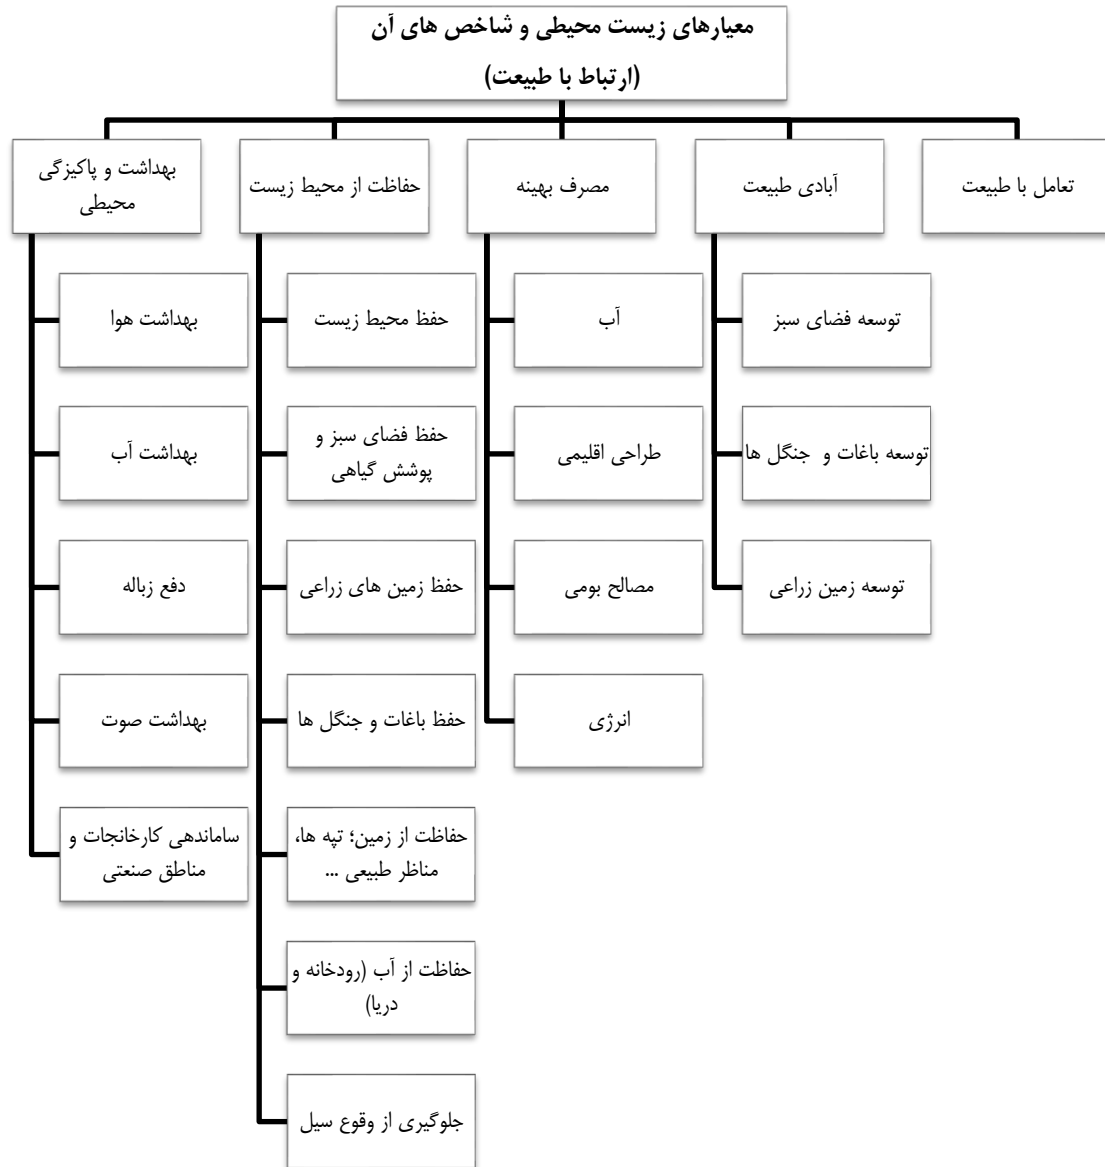 معیارهای زیست محیطی و شاخص های آن
(ارتباط با طبیعت)
تعامل با طبیعت
آبادی طبیعت
توسعه فضای سبز
توسعه باغات و جنگل ها
توسعه زمین زراعی
مصرف بهینه
آب
طراحی اقلیمی
مصالح بومی
انرژی
حفاظت از محیط زیست
حفظ محیط زیست
حفظ فضای سبز و
پوشش گیاهی
حفظ زمین های زراعی
حفظ باغات و جنگل ها
حفاظت از زمین؛ تپه ها،
مناظر طبیعی ...
حفاظت از آب (رودخانه و
دریا)
جلوگیری از وقوع سیل
بهداشت و پاکیزگی
محیطی
بهداشت هوا
بهداشت آب
دفع زباله
بهداشت صوت
ساماندهی کارخانجات و
مناطق صنعتی